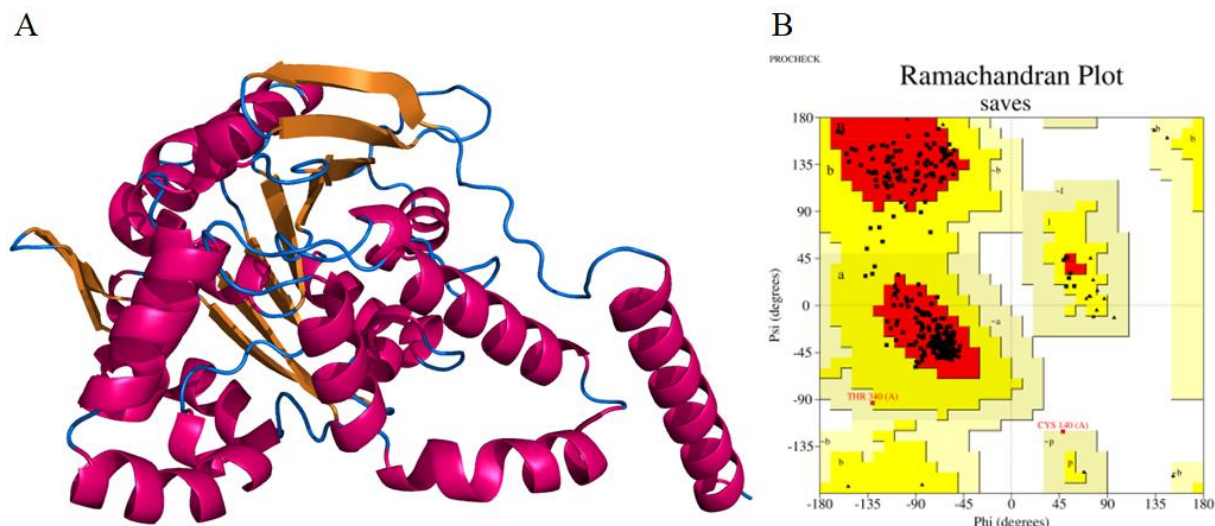 A
B
PROCHECK
Ramachandran Plot
saves
180
B
~b
b
b
b
~b
135
~l
90
l
45
a
Psi (degrees)
0
~a
-45
THR 340 (A)
-90
CYS 140 (A)
-135
~b
~p
b
p
~b
b
-180 -135 -90 -45 0 45 90 135 180
Phi (degrees)